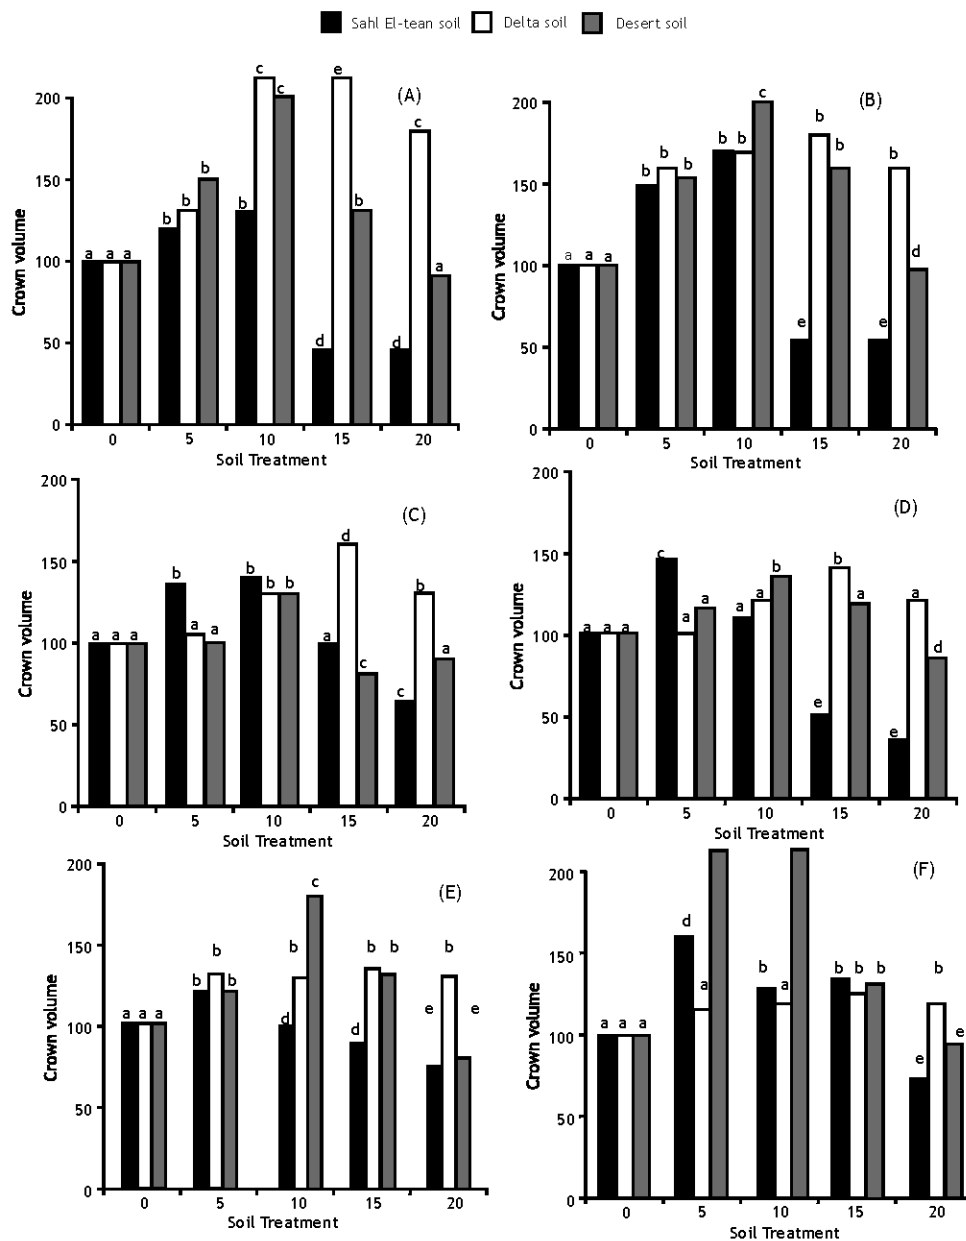 Sahl El-tean soil Delta soil Desert soil
(A)
Crown volume
200
150
100
50
0
a a a b b b b c c d e b d c a
0 5 10 15 20
Soil Treatment
(B)
Crown volume
200
150
100
50
0
a a a b b b b b c e b b e b d
0 5 10 15 20
Soil Treatment
(C)
Crown volume
200
150
100
50
0
a a a b a a b b b a d c c b a
0 5 10 15 20
Soil Treatment
(D)
Crown volume
200
150
100
50
0
a a a c a a a a b e b a e a d
0 5 10 15 20
Soil Treatment
(E)
Crown volume
200
150
100
50
0
a a a b b b d b c d b b e b e
0 5 10 15 20
Soil Treatment
(F)
Crown volume
200
150
100
50
0
a a a d a b a b b b e b e
0 5 10 15 20
Soil Treatment